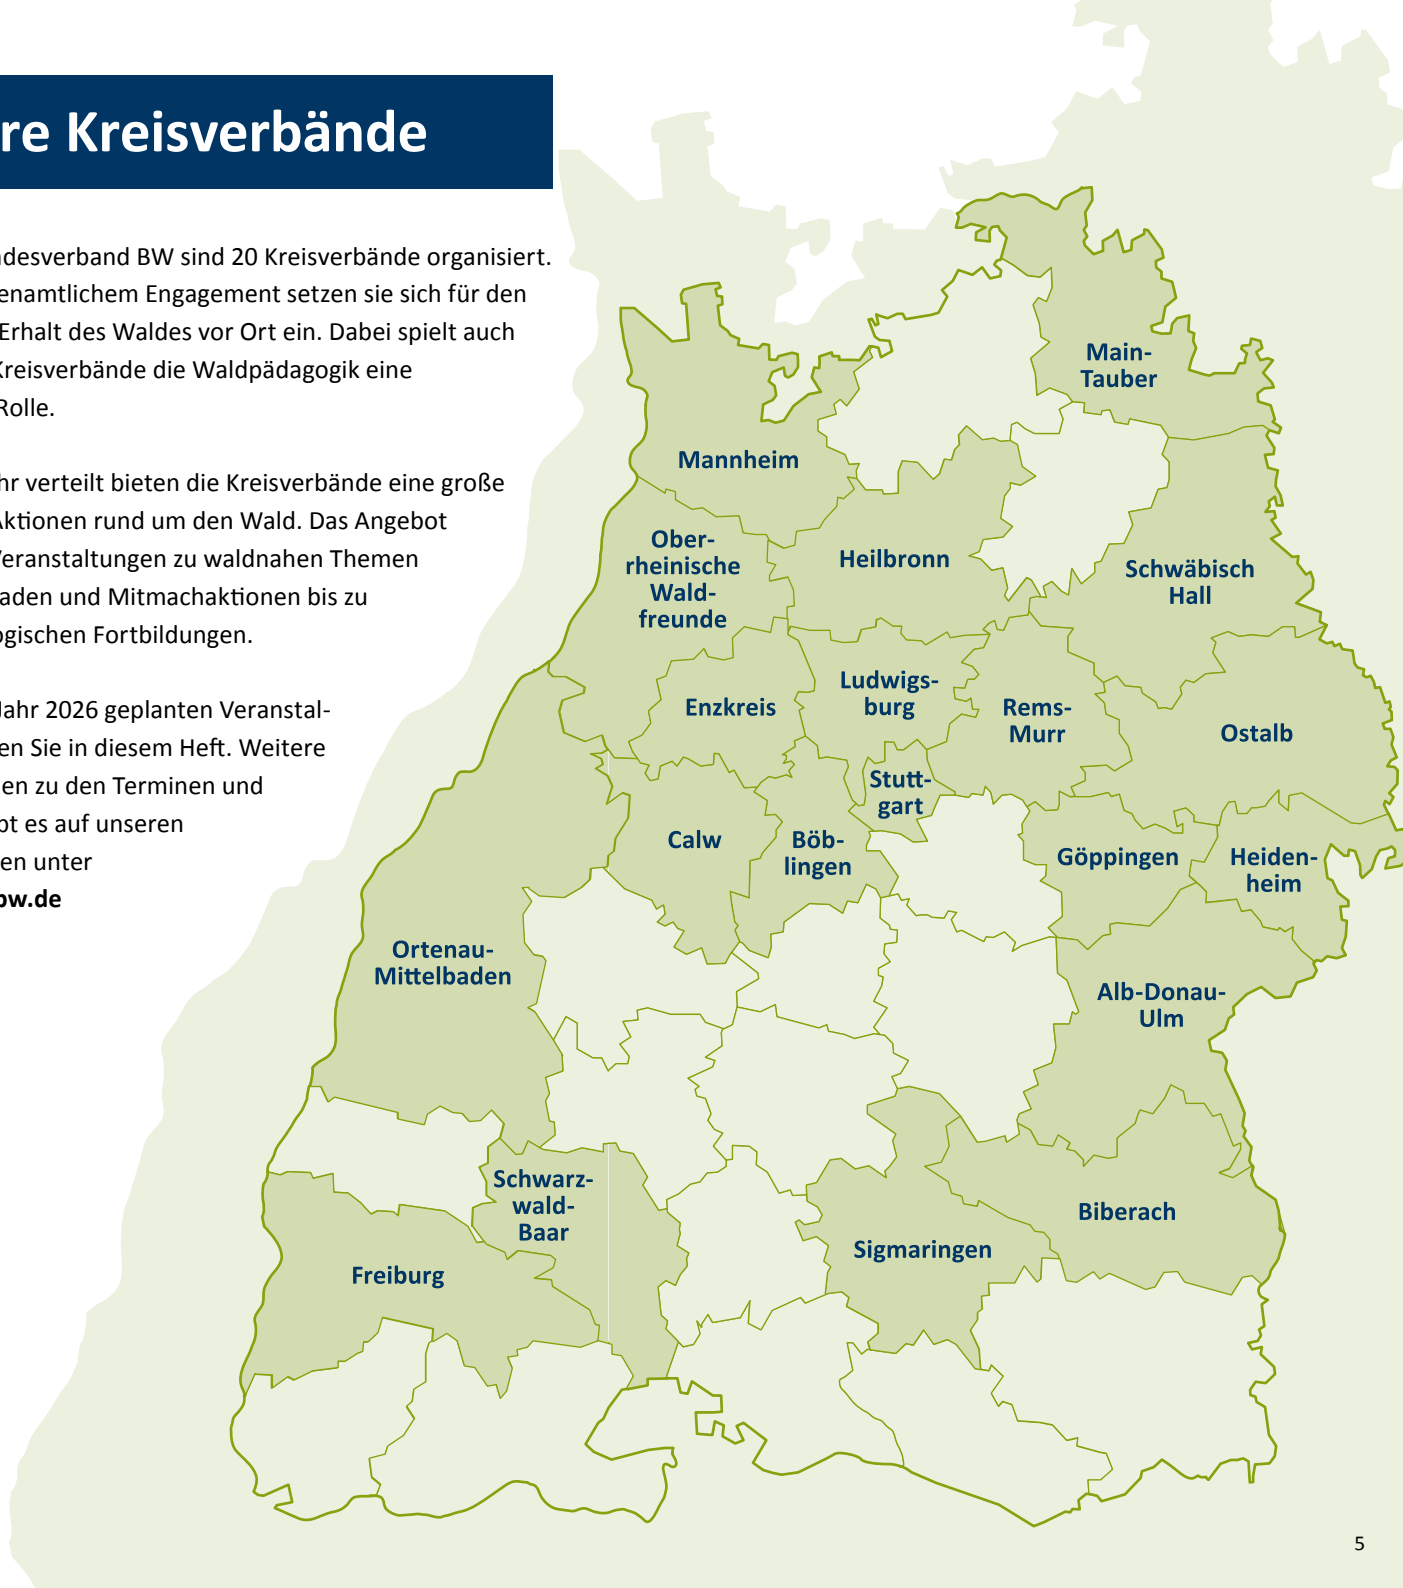 re Kreisverbände
desverband BW sind 20 Kreisverbände organisiert.
enamtlichem Engagement setzen sie sich für den
Erhalt des Waldes vor Ort ein. Dabei spielt auch
Kreisverbände die Waldpädagogik eine
Rolle.
hr verteilt bieten die Kreisverbände eine große
Aktionen rund um den Wald. Das Angebot
Veranstaltungen zu waldnahen Themen
aden und Mitmachaktionen bis zu
ogischen Fortbildungen.
Jahr 2026 geplanten Veranstal-
en Sie in diesem Heft. Weitere
en zu den Terminen und
bt es auf unseren
en unter
bw.de
Main-
Tauber
Mannheim
Ober-
rheinische
Wald-
freunde
Heilbronn
Schwäbisch
Hall
Enzkreis
Ludwigs-
burg
Rems-
Murr
Ostalb
Stutt-
gart
Calw
Böb-
lingen
Göppingen
Heiden-
heim
Ortenau-
Mittelbaden
Alb-Donau-
Ulm
Schwarz-
wald-
Baar
Biberach
Sigmaringen
Freiburg
5